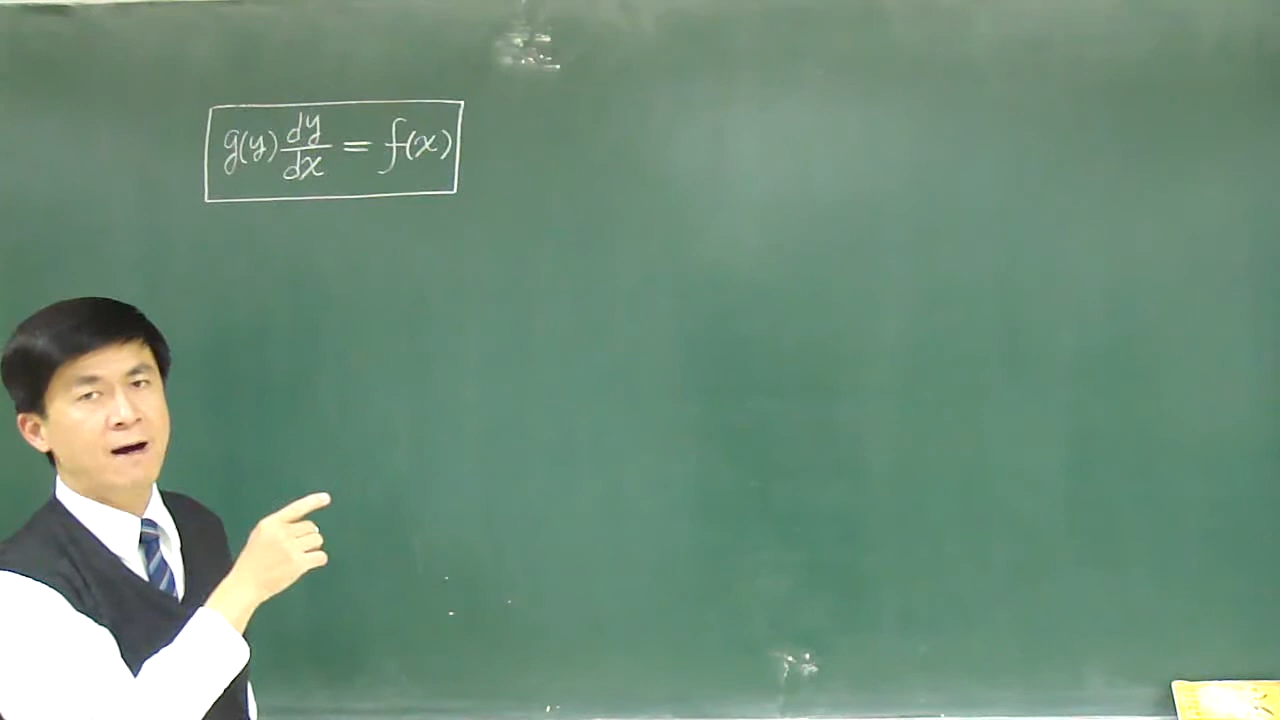 g(y) dy/dx = f(x)